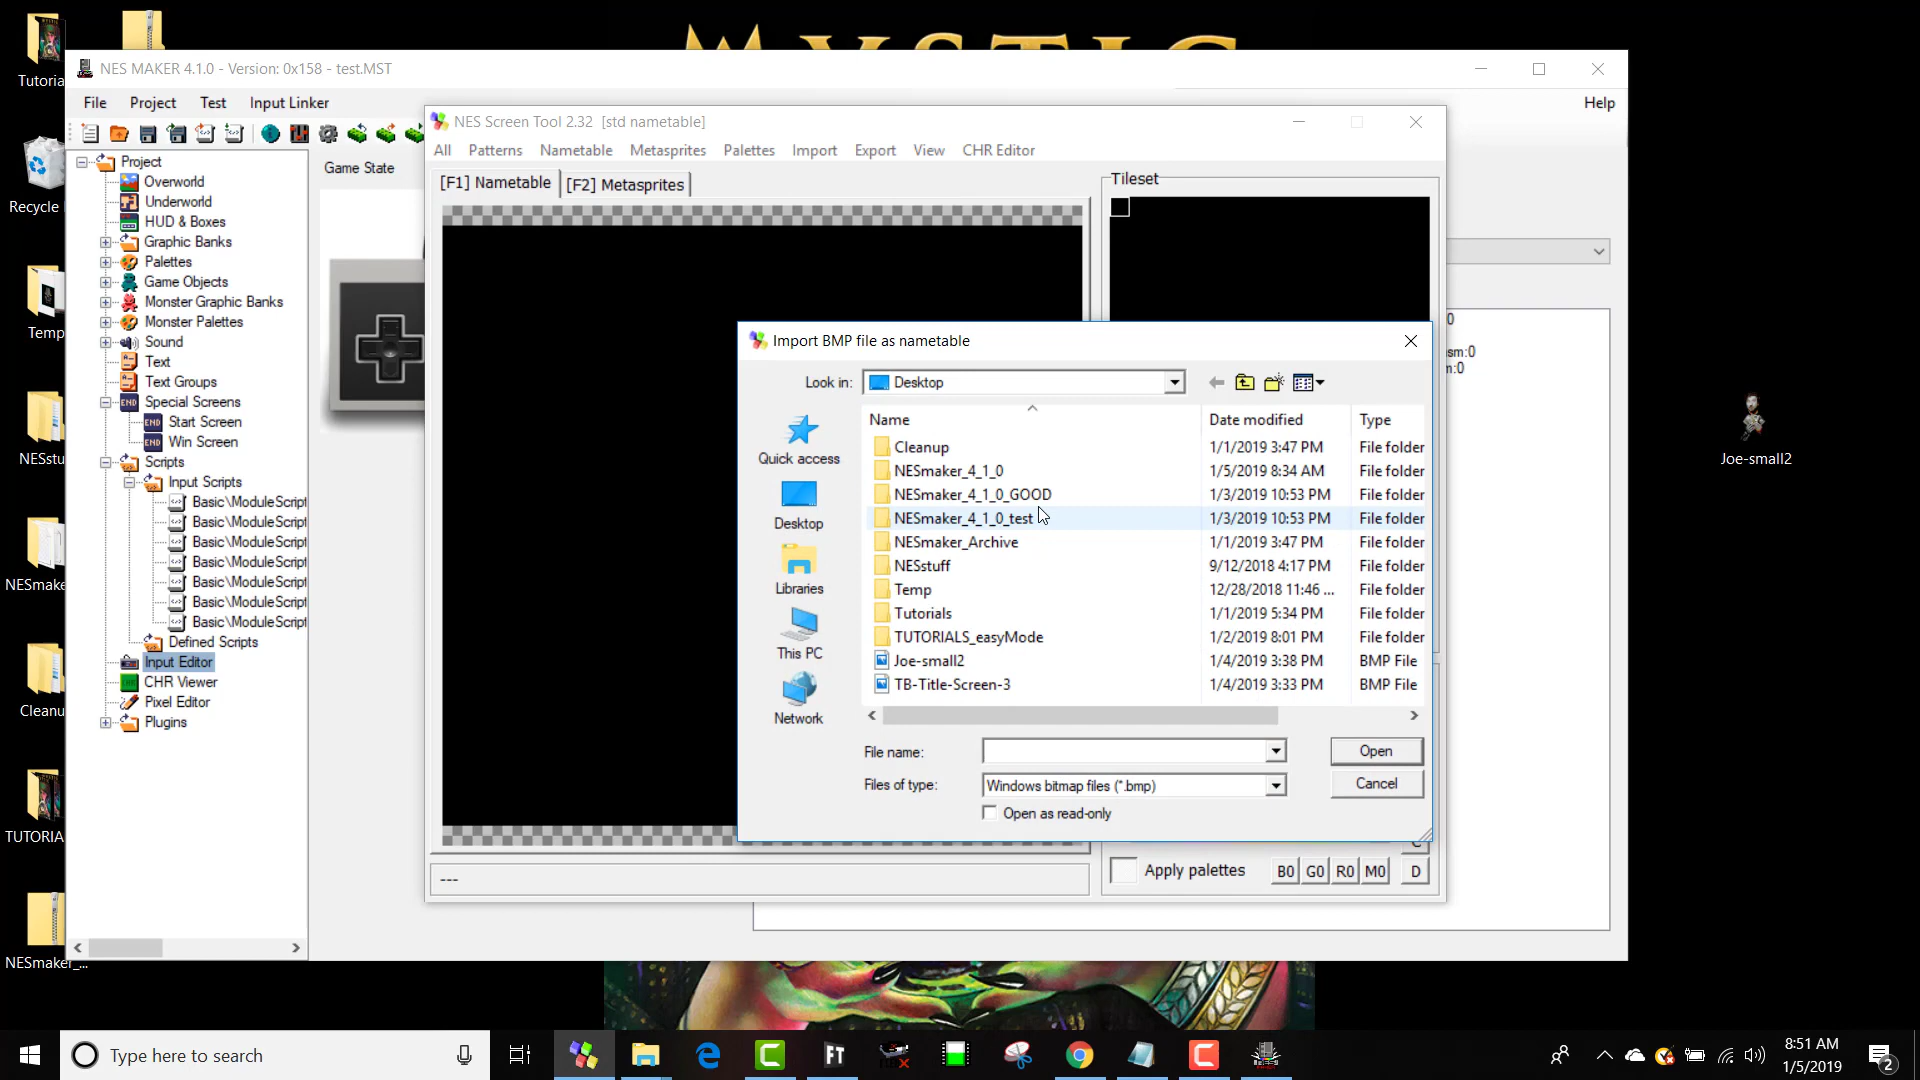 MYSTIC
Tutoria
NES MAKER 4.1.0 - Version: 0x158 - test.MST
File Project Test Input Linker Help
NES Screen Tool 2.32 [std nametable]
All Patterns Nametable Metasprites Palettes Import Export View CHR Editor
[F1] Nametable [F2] Metasprites
Tileset
Game State
Project
Overworld
Underworld
HUD & Boxes
Graphic Banks
Palettes
Game Objects
Monster Graphic Banks
Monster Palettes
Sound
Text
Text Groups
END Special Screens
END Start Screen
END Win Screen
Scripts
Input Scripts
Basic\ModuleScript
Basic\ModuleScript
Basic\ModuleScript
Basic\ModuleScript
Basic\ModuleScript
Basic\ModuleScript
Basic\ModuleScript
Defined Scripts
Input Editor
CHR CHR Viewer
Pixel Editor
Plugins
Recycle
Temp
NESstu
NESmake
Cleanu
TUTORIA
NESmaker_...
Joe-small2
0
sm:0
n:0
Import BMP file as nametable
Look in: Desktop
Quick access
Desktop
Libraries
This PC
Network
Name Date modified Type
Cleanup 1/1/2019 3:47 PM File folder
NESmaker_4_1_0 1/5/2019 8:34 AM File folder
NESmaker_4_1_0_GOOD 1/3/2019 10:53 PM File folder
NESmaker_4_1_0_test 1/3/2019 10:53 PM File folder
NESmaker_Archive 1/1/2019 3:47 PM File folder
NESstuff 9/12/2018 4:17 PM File folder
Temp 12/28/2018 11:46 ... File folder
Tutorials 1/1/2019 5:34 PM File folder
TUTORIALS_easyMode 1/2/2019 8:01 PM File folder
Joe-small2 1/4/2019 3:38 PM BMP File
TB-Title-Screen-3 1/4/2019 3:33 PM BMP File
File name: Open
Files of type: Windows bitmap files (*.bmp) Cancel
Open as read-only
---
Apply palettes B0 G0 R0 M0 C D
Type here to search
FT
8:51 AM
1/5/2019
2